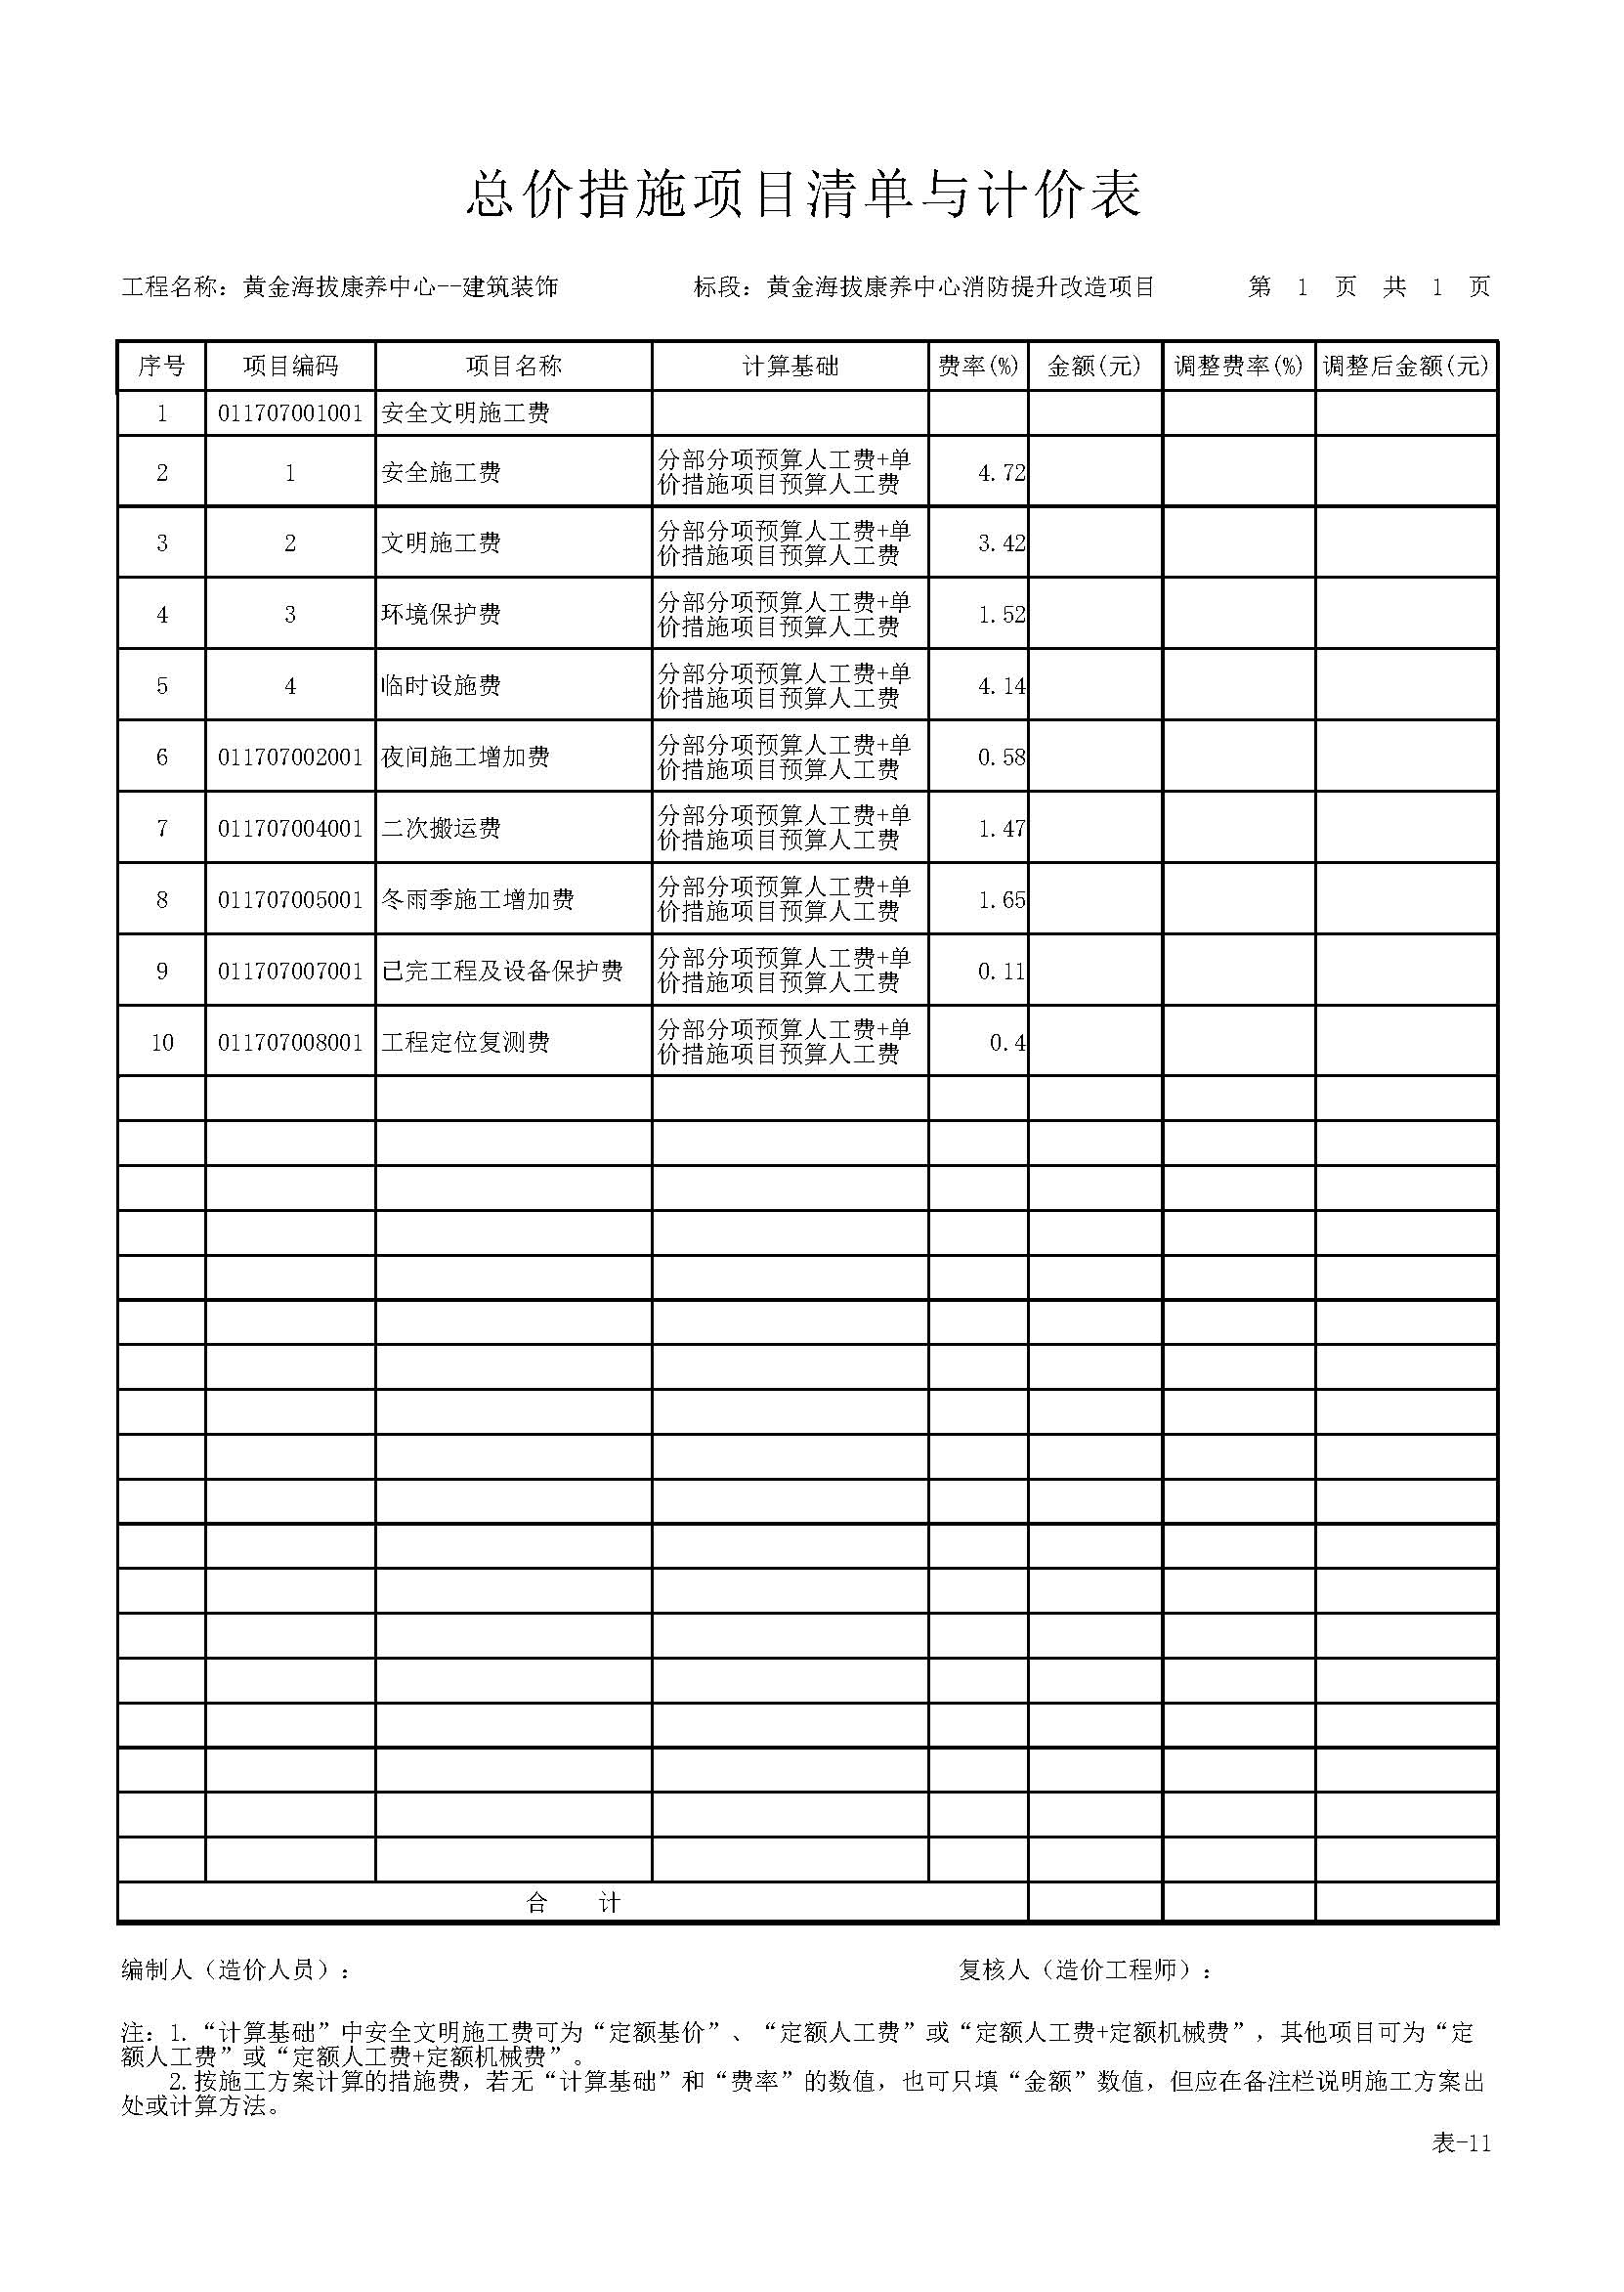 总价措施项目清单与计价表
工程名称：黄金海拔康养中心--建筑装饰 标段：黄金海拔康养中心消防提升改造项目 第 1 页 共 1 页
序号 项目编码 项目名称 计算基础 费率(%) 金额(元) 调整费率(%) 调整后金额(元)
1 011707001001 安全文明施工费
2 1 安全施工费 分部分项预算人工费+单
价措施项目预算人工费 4.72
3 2 文明施工费 分部分项预算人工费+单
价措施项目预算人工费 3.42
4 3 环境保护费 分部分项预算人工费+单
价措施项目预算人工费 1.52
5 4 临时设施费 分部分项预算人工费+单
价措施项目预算人工费 4.14
6 011707002001 夜间施工增加费 分部分项预算人工费+单
价措施项目预算人工费 0.58
7 011707004001 二次搬运费 分部分项预算人工费+单
价措施项目预算人工费 1.47
8 011707005001 冬雨季施工增加费 分部分项预算人工费+单
价措施项目预算人工费 1.65
9 011707007001 已完工程及设备保护费 分部分项预算人工费+单
价措施项目预算人工费 0.11
10 011707008001 工程定位复测费 分部分项预算人工费+单
价措施项目预算人工费 0.4
合 计
编制人（造价人员）： 复核人（造价工程师）：
注：1.“计算基础”中安全文明施工费可为“定额基价”、“定额人工费”或“定额人工费+定额机械费”，其他项目可为“定
额人工费”或“定额人工费+定额机械费”。
2.按施工方案计算的措施费，若无“计算基础”和“费率”的数值，也可只填“金额”数值，但应在备注栏说明施工方案出
处或计算方法。
表-11